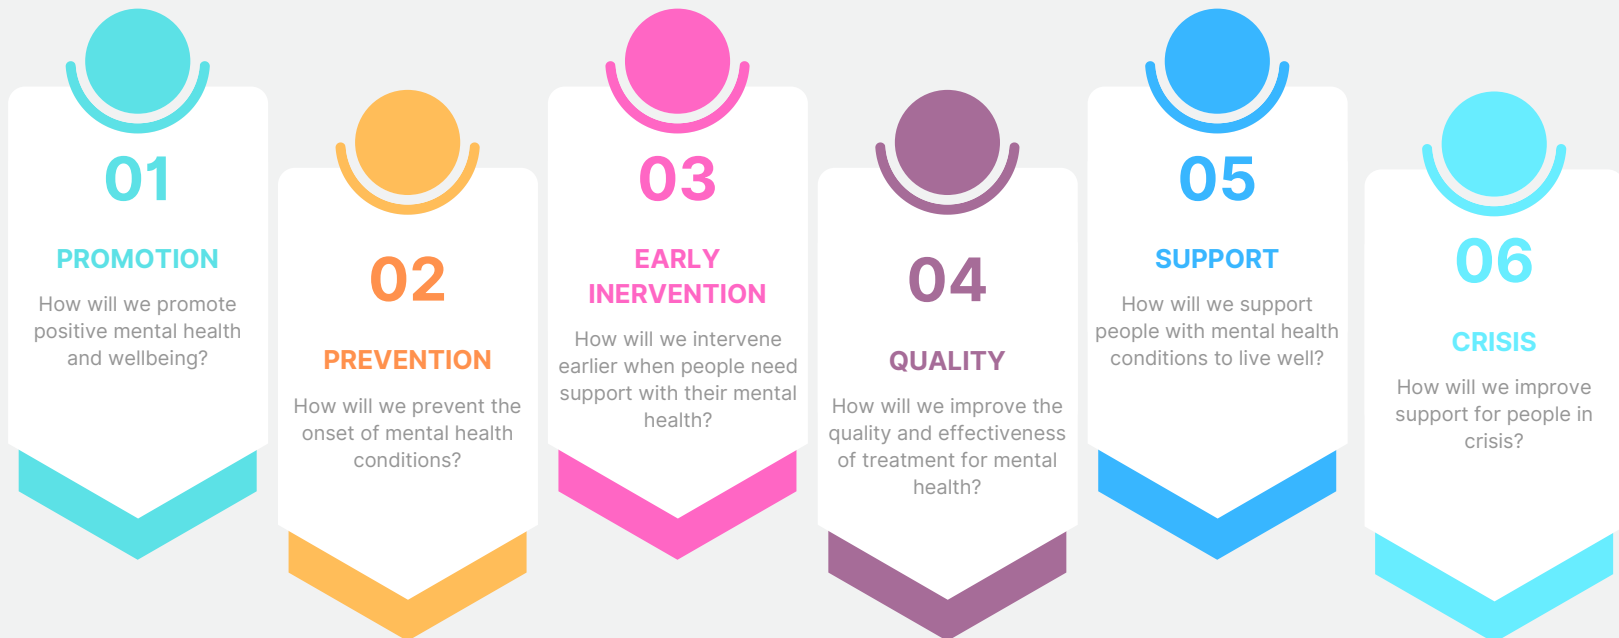 01
PROMOTION
How will we promote
positive mental health
and wellbeing?
02
PREVENTION
How will we prevent the
onset of mental health
conditions?
03
EARLY
INERVENTION
How will we intervene
earlier when people need
support with their mental
health?
04
QUALITY
How will we improve the
quality and effectiveness
of treatment for mental
health?
05
SUPPORT
How will we support
people with mental health
conditions to live well?
06
CRISIS
How will we improve
support for people in
crisis?